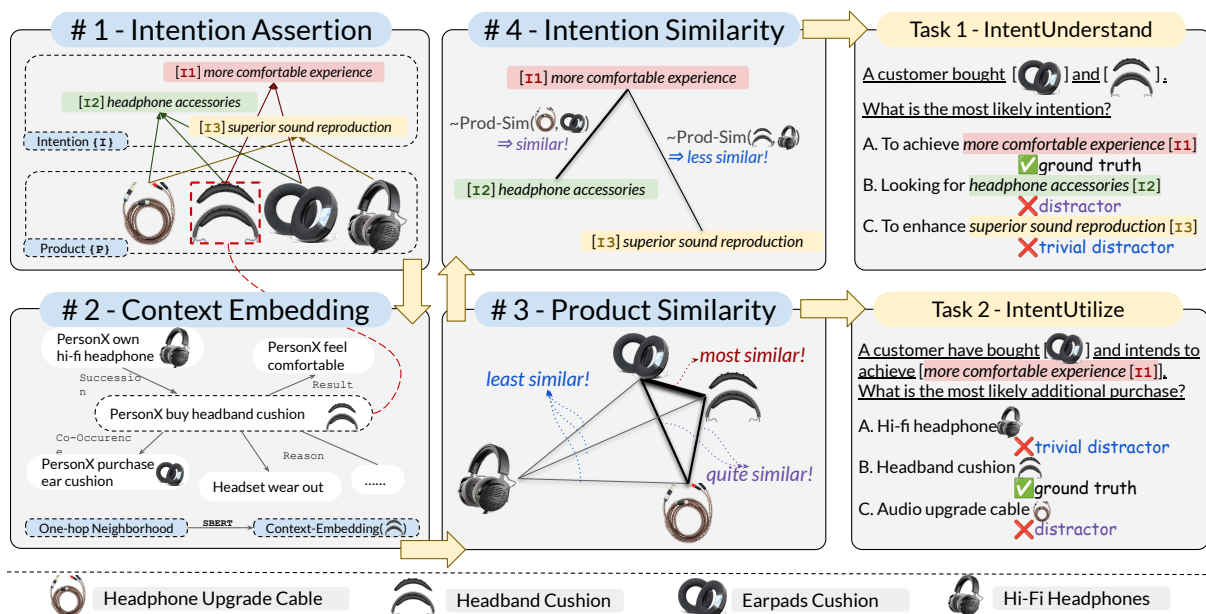 # 1 - Intention Assertion
[I1] more comfortable experience
[I2] headphone accessories
[I3] superior sound reproduction
Intention {I}
Product {P}
# 4 - Intention Similarity
[I1] more comfortable experience
~Prod-Sim( , )
⇒ similar!
~Prod-Sim( , )
⇒ less similar!
[I2] headphone accessories
[I3] superior sound reproduction
Task 1 - IntentUnderstand
A customer bought [ ] and [ ] .
What is the most likely intention?
A. To achieve more comfortable experience [I1]
✅ground truth
B. Looking for headphone accessories [I2]
❌distractor
C. To enhance superior sound reproduction [I3]
❌trivial distractor
# 2 - Context Embedding
PersonX own
hi-fi headphone
PersonX feel
comfortable
Successio
n
Result
PersonX buy headband cushion
Co-Occurenc
e
Reason
PersonX purchase
ear cushion
Headset wear out
......
One-hop Neighborhood
SBERT
Context-Embedding( )
# 3 - Product Similarity
most similar!
least similar!
quite similar!
Task 2 - IntentUtilize
A customer have bought [ ] and intends to
achieve [more comfortable experience [I1]].
What is the most likely additional purchase?
A. Hi-fi headphone
❌trivial distractor
B. Headband cushion
✅ground truth
C. Audio upgrade cable
❌distractor
Headphone Upgrade Cable
Headband Cushion
Earpads Cushion
Hi-Fi Headphones